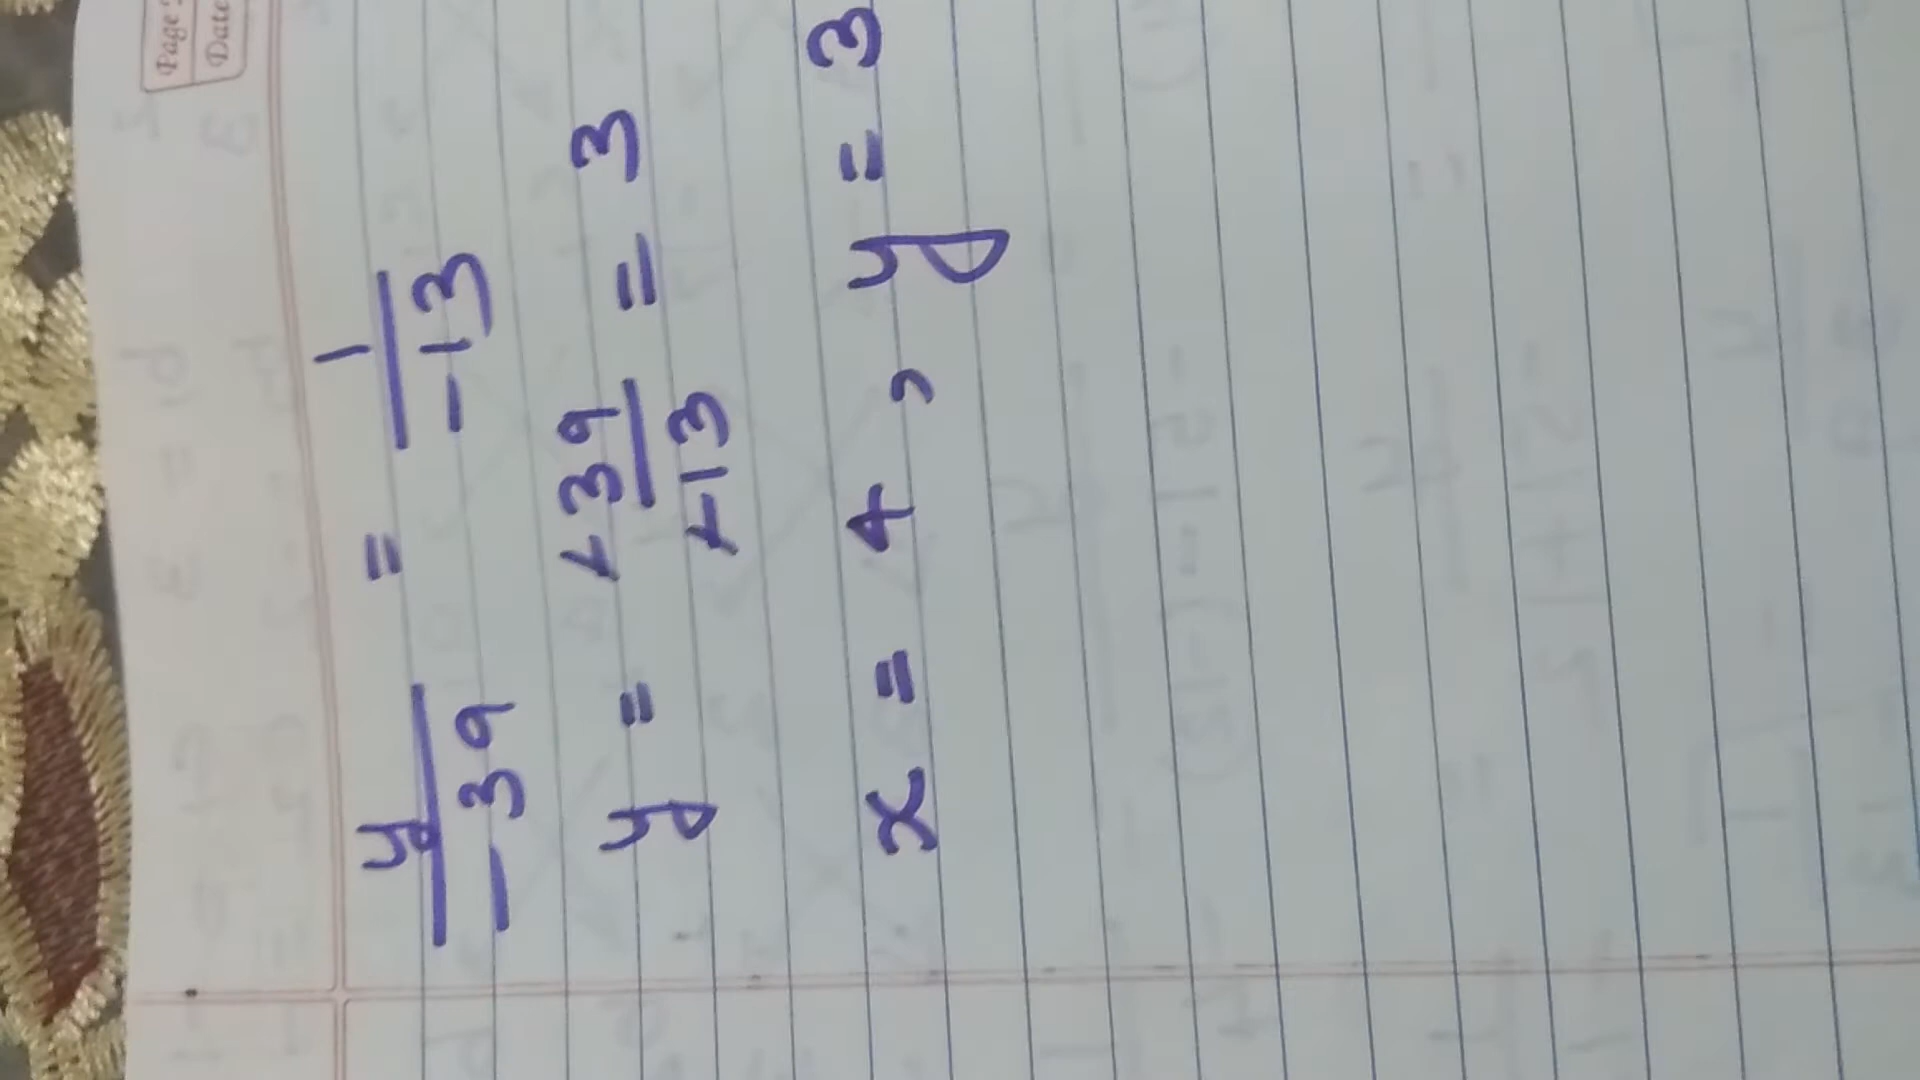 Page
Date
y/-39 = 1/-13
y = -39/-13 = 3
x = 4, y = 3